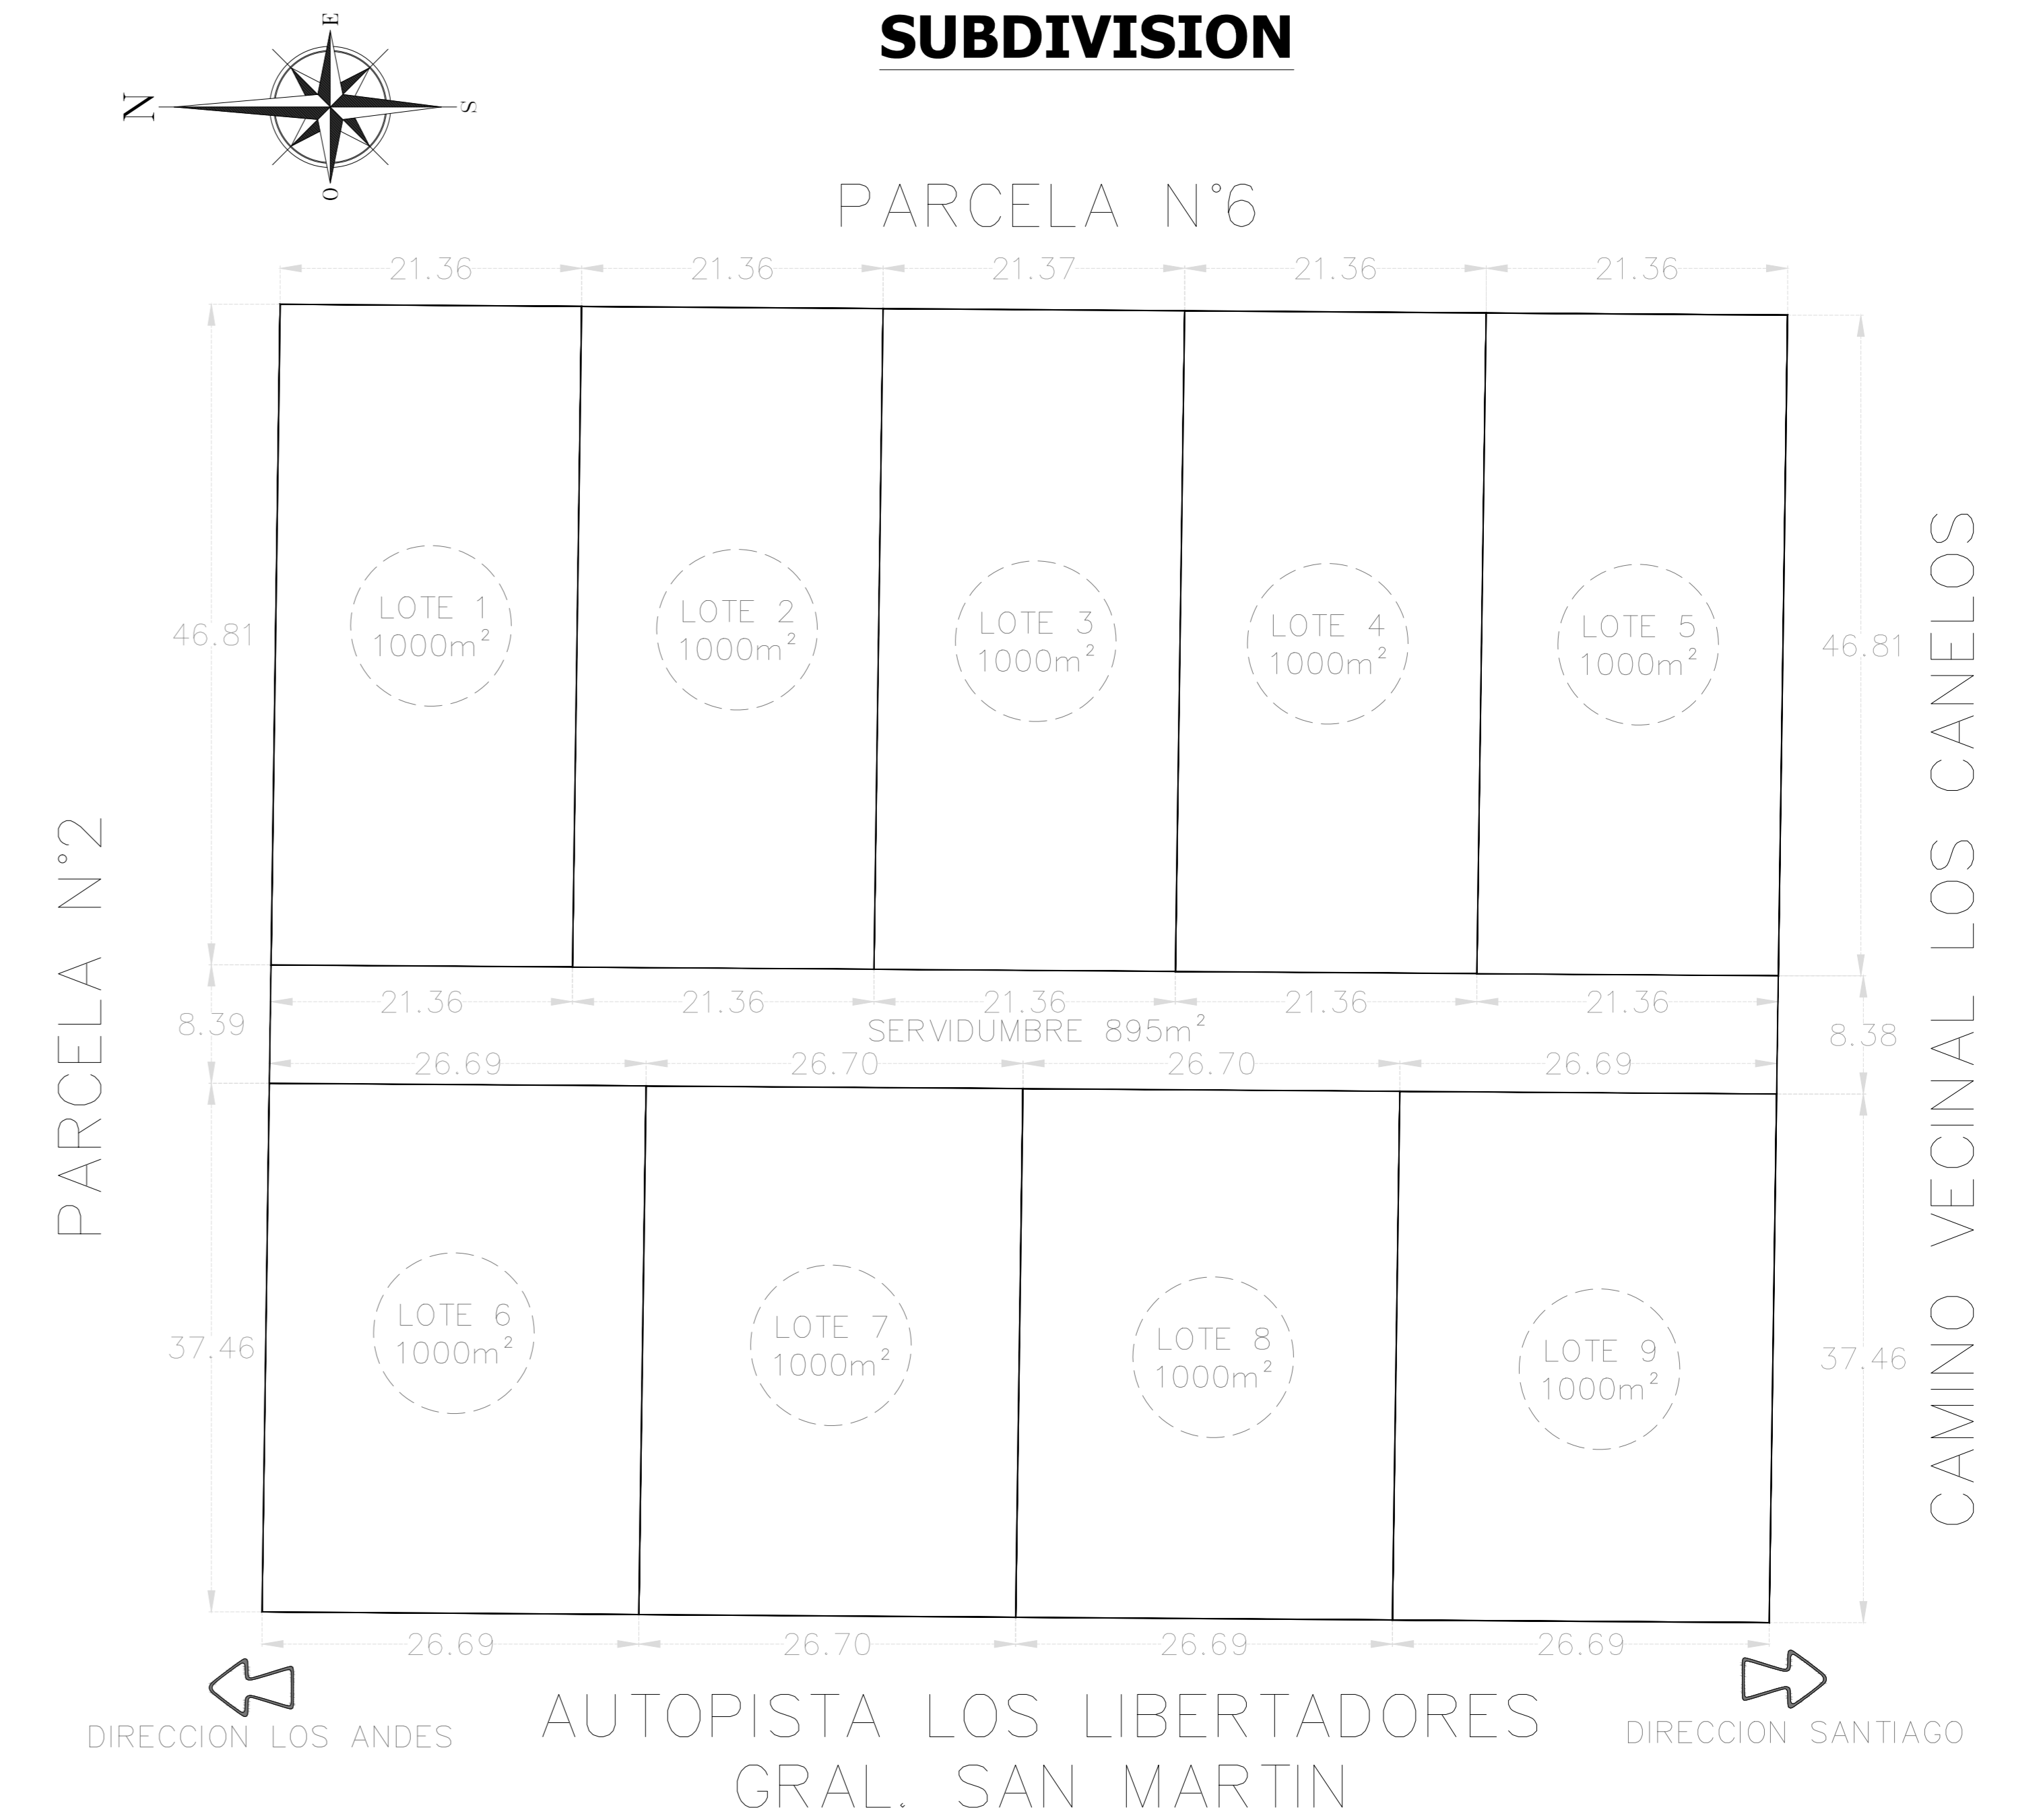 SUBDIVISION
E
N
S
O
PARCELA N°6
21.36 21.36 21.37 21.36 21.36
46.81
46.81
LOTE 1
1000m²
LOTE 2
1000m²
LOTE 3
1000m²
LOTE 4
1000m²
LOTE 5
1000m²
PARCELA N°2
CAMINO VECINAL LOS CANELOS
21.36 21.36 21.36 21.36 21.36
8.39
SERVIDUMBRE 895m²
8.38
26.69 26.70 26.70 26.69
37.46
37.46
LOTE 6
1000m²
LOTE 7
1000m²
LOTE 8
1000m²
LOTE 9
1000m²
26.69 26.70 26.69 26.69
DIRECCION LOS ANDES
AUTOPISTA LOS LIBERTADORES
GRAL. SAN MARTIN
DIRECCION SANTIAGO